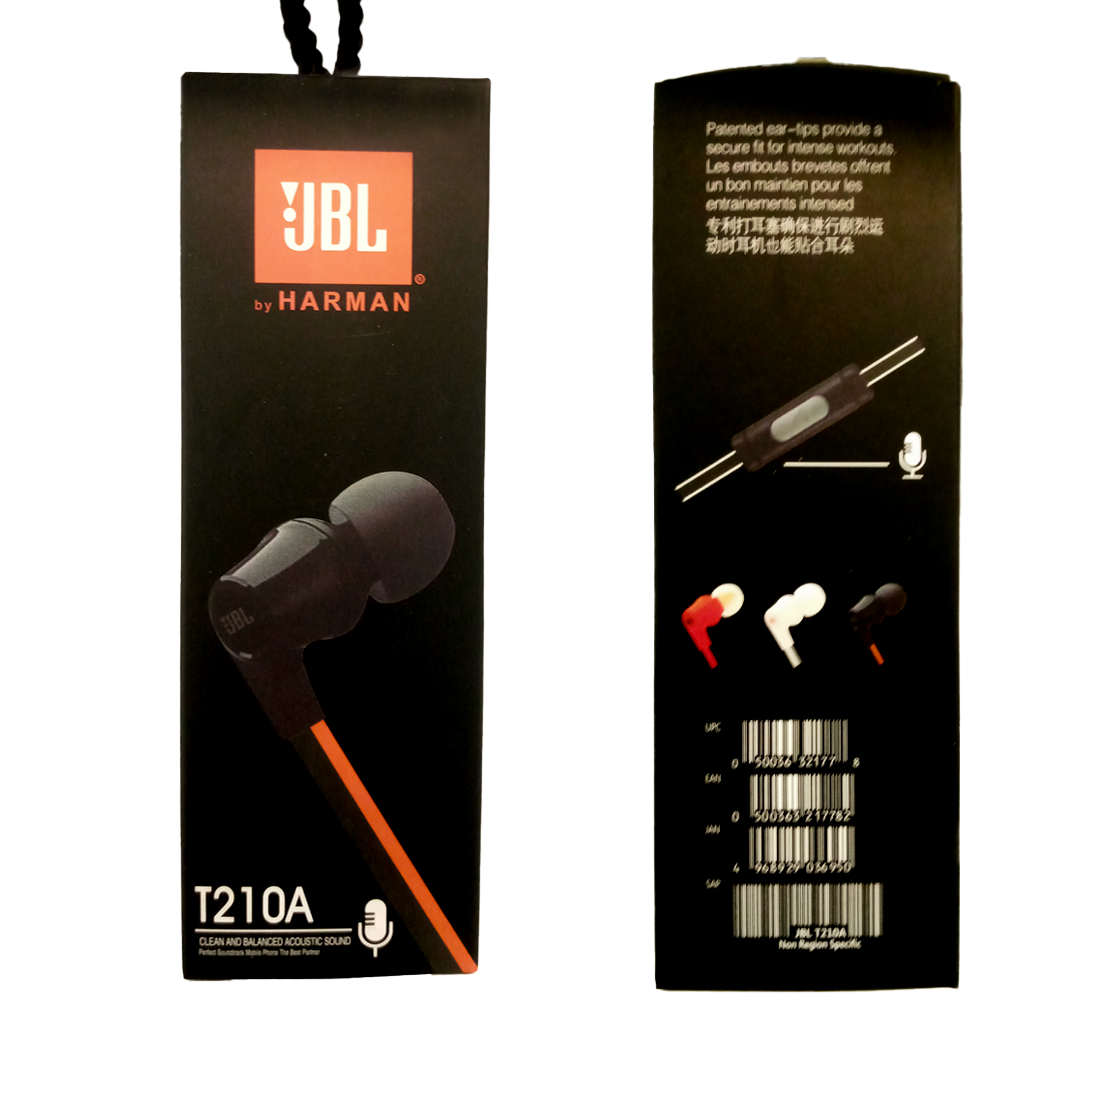 JBL
®
by HARMAN
JBL
T210A
CLEAN AND BALANCED ACOUSTIC SOUND
Perfect Soundtrack Mobile Phone The Best Partner
Patented ear-tips provide a
secure fit for intense workouts.
Les embouts brevetes offrent
un bon maintien pour les
entrainements intensed
专利打耳塞确保进行剧烈运
动时耳机也能贴合耳朵
UPC
0 50036 32177 8
EAN
0 500363 217782
JAN
4 968929 036950
SAP
JBL T210A
Non Region Specific